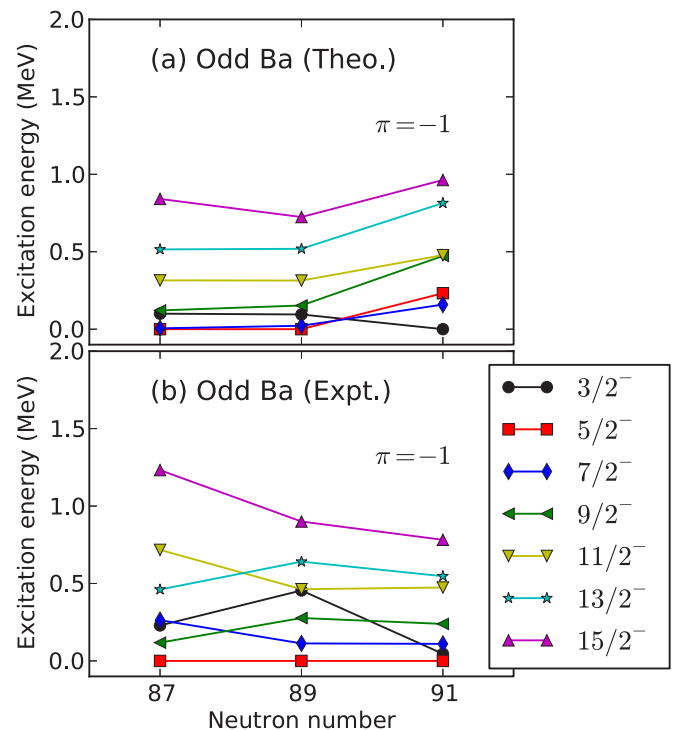 2.0
(a) Odd Ba (Theo.)
1.5
π=−1
1.0
0.5
0.0
Excitation energy (MeV)
2.0
(b) Odd Ba (Expt.)
1.5
π=−1
1.0
0.5
0.0
Excitation energy (MeV)
87 89 91
Neutron number
3/2⁻
5/2⁻
7/2⁻
9/2⁻
11/2⁻
13/2⁻
15/2⁻